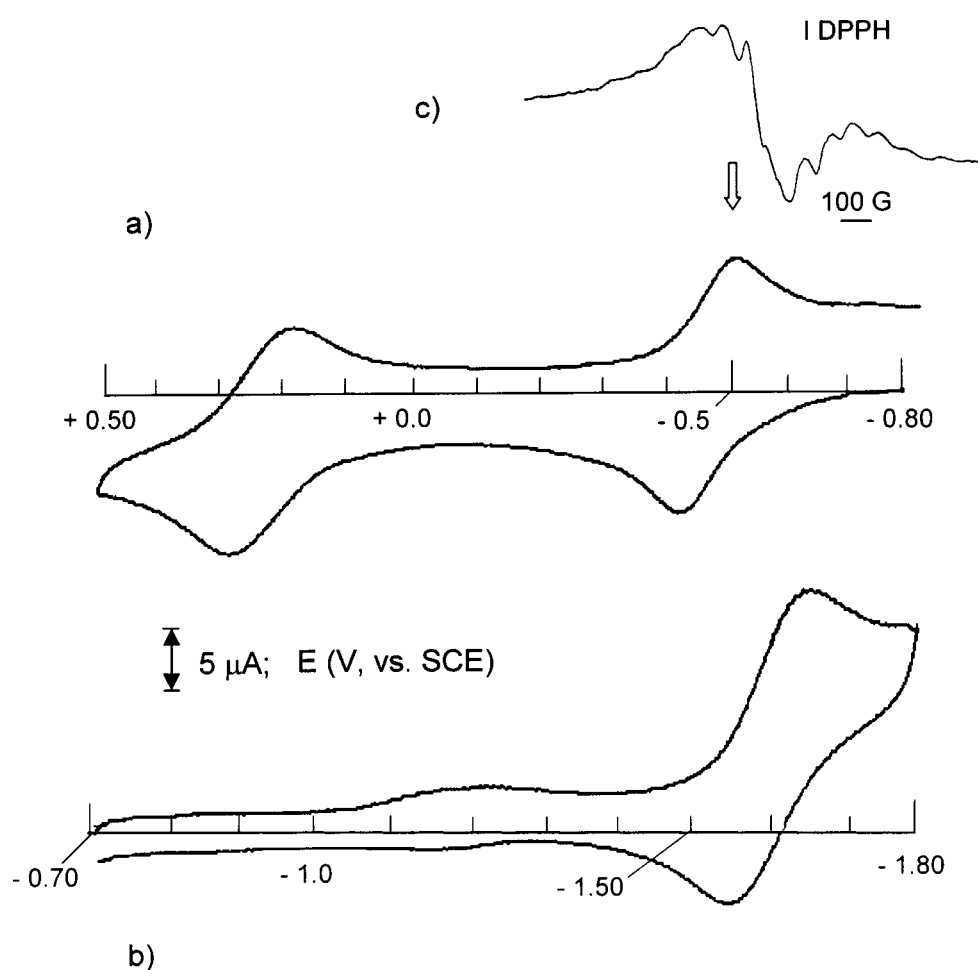 I DPPH
c)
100 G
a)
+ 0.50
+ 0.0
- 0.5
- 0.80
5 μA; E (V, vs. SCE)
- 0.70
- 1.0
- 1.50
- 1.80
b)